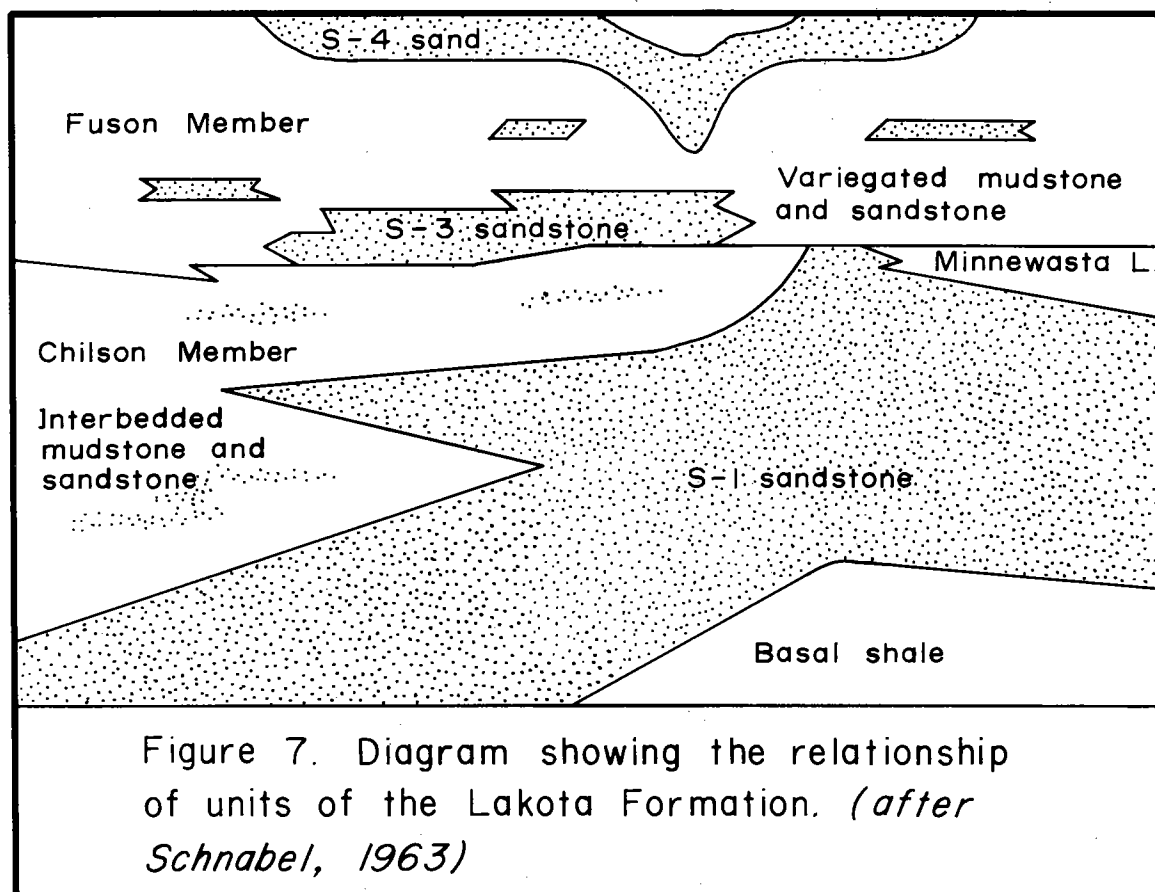 S-4 sand
Fuson Member
Variegated mudstone
and sandstone
S-3 sandstone
Minnewasta L.
Chilson Member
Interbedded
mudstone and
sandstone
S-1 sandstone
Basal shale
Figure 7. Diagram showing the relationship
of units of the Lakota Formation. (after
Schnabel, 1963)